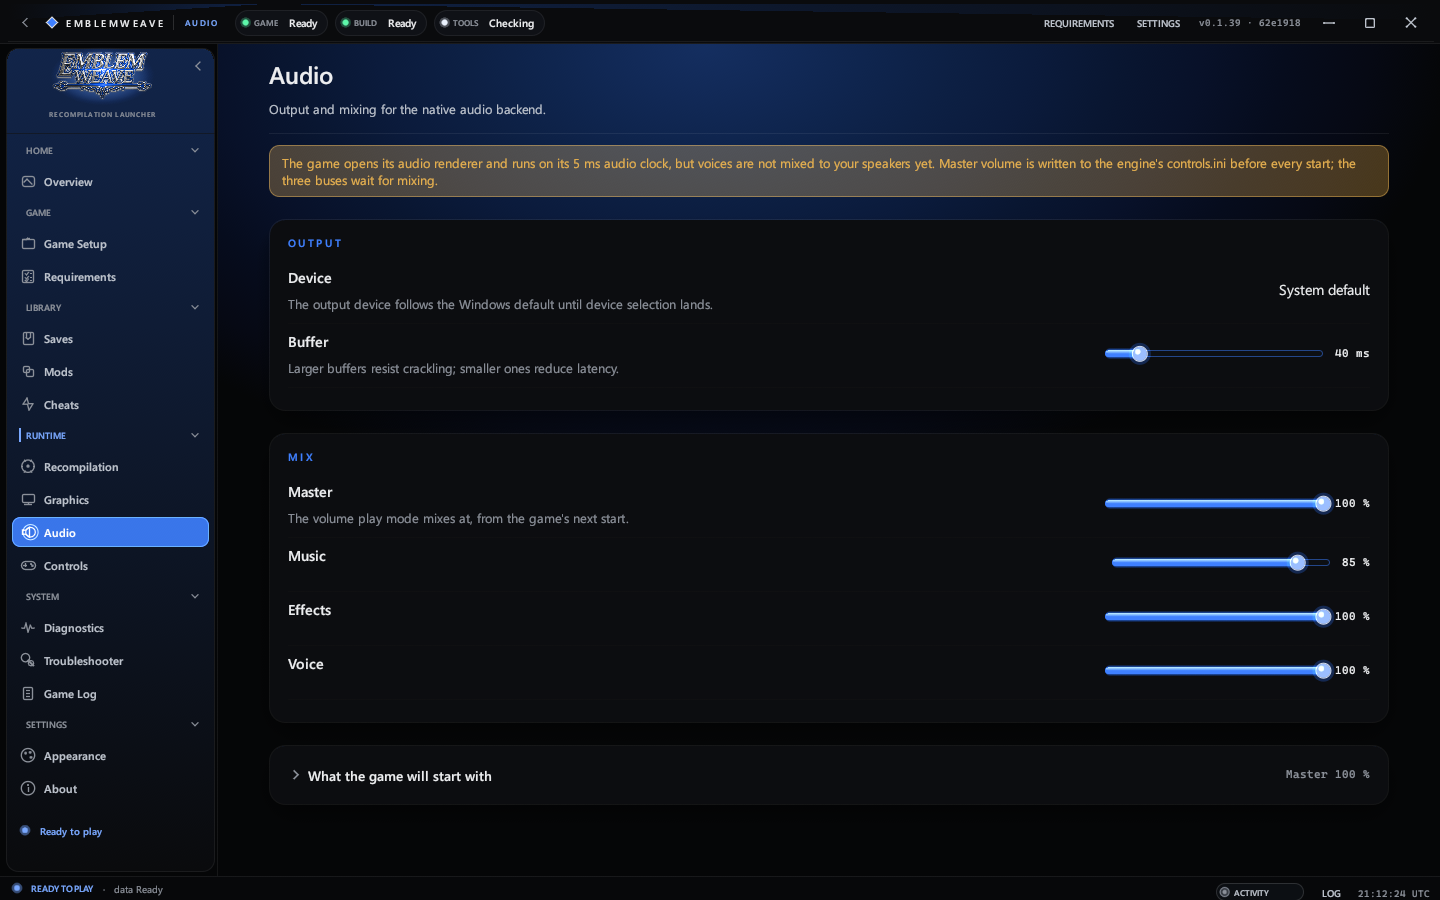 EMBLEMWEAVE AUDIO GAME Ready BUILD Ready TOOLS Checking REQUIREMENTS SETTINGS v0.1.39 · 62e1918
EMBLEM
WEAVE
RECOMPILATION LAUNCHER
HOME
Overview
GAME
Game Setup
Requirements
LIBRARY
Saves
Mods
Cheats
RUNTIME
Recompilation
Graphics
Audio
Controls
SYSTEM
Diagnostics
Troubleshooter
Game Log
SETTINGS
Appearance
About
Ready to play
Audio
Output and mixing for the native audio backend.
The game opens its audio renderer and runs on its 5 ms audio clock, but voices are not mixed to your speakers yet. Master volume is written to the engine's controls.ini before every start; the
three buses wait for mixing.
OUTPUT
Device
The output device follows the Windows default until device selection lands.
System default
Buffer
Larger buffers resist crackling; smaller ones reduce latency.
40 ms
MIX
Master
The volume play mode mixes at, from the game's next start.
100 %
Music
85 %
Effects
100 %
Voice
100 %
What the game will start with
Master 100 %
READY TO PLAY · data Ready
ACTIVITY LOG 21:12:24 UTC